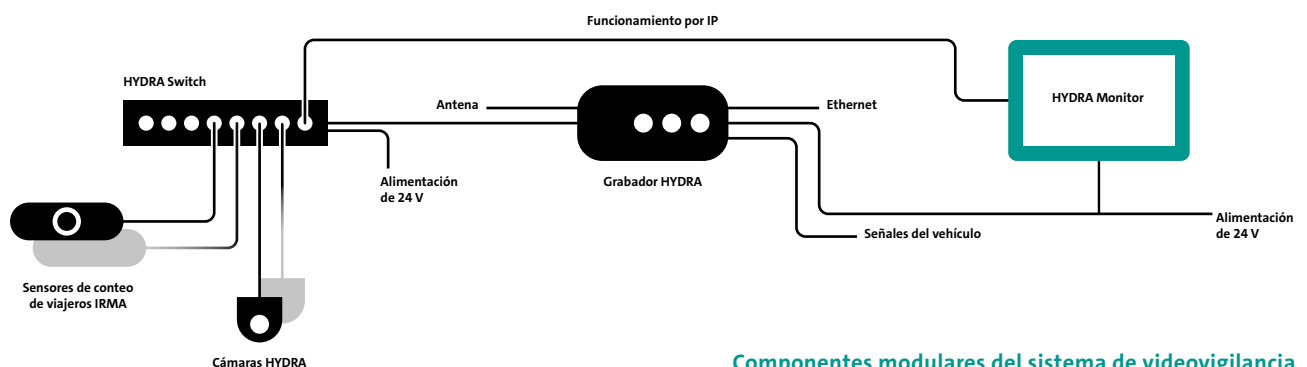 Funcionamiento por IP
HYDRA Switch
Antena
Ethernet
HYDRA Monitor
Alimentación
de 24 V
Grabador HYDRA
Alimentación
de 24 V
Señales del vehículo
Sensores de conteo
de viajeros IRMA
Cámaras HYDRA
Componentes modulares del sistema de videovigilancia